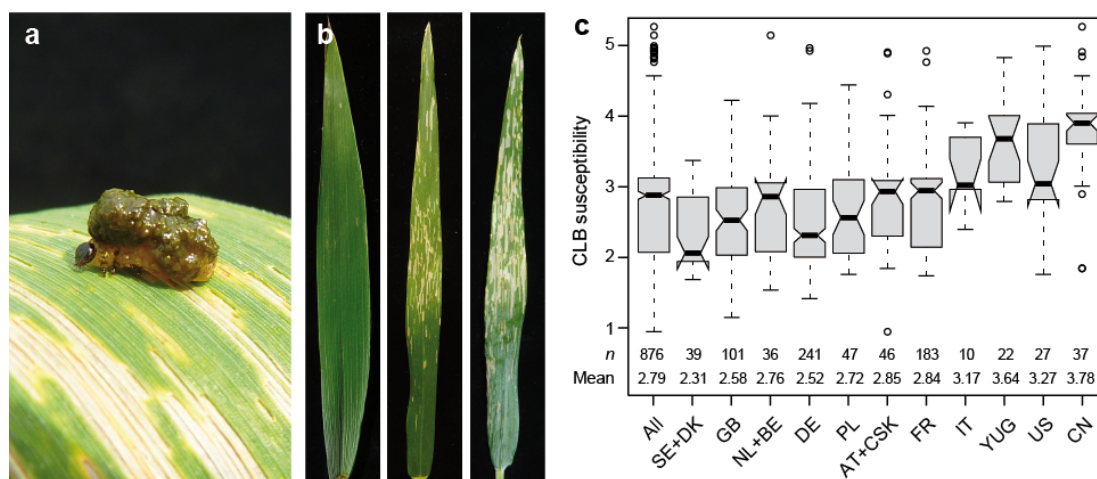 a
b
c
CLB susceptibility
5
4
3
2
1
n 876 39 101 36 241 47 46 183 10 22 27 37
Mean 2.79 2.31 2.58 2.76 2.52 2.72 2.85 2.84 3.17 3.64 3.27 3.78
All SE+DK GB NL+BE DE PL AT+CSK FR IT YUG US CN